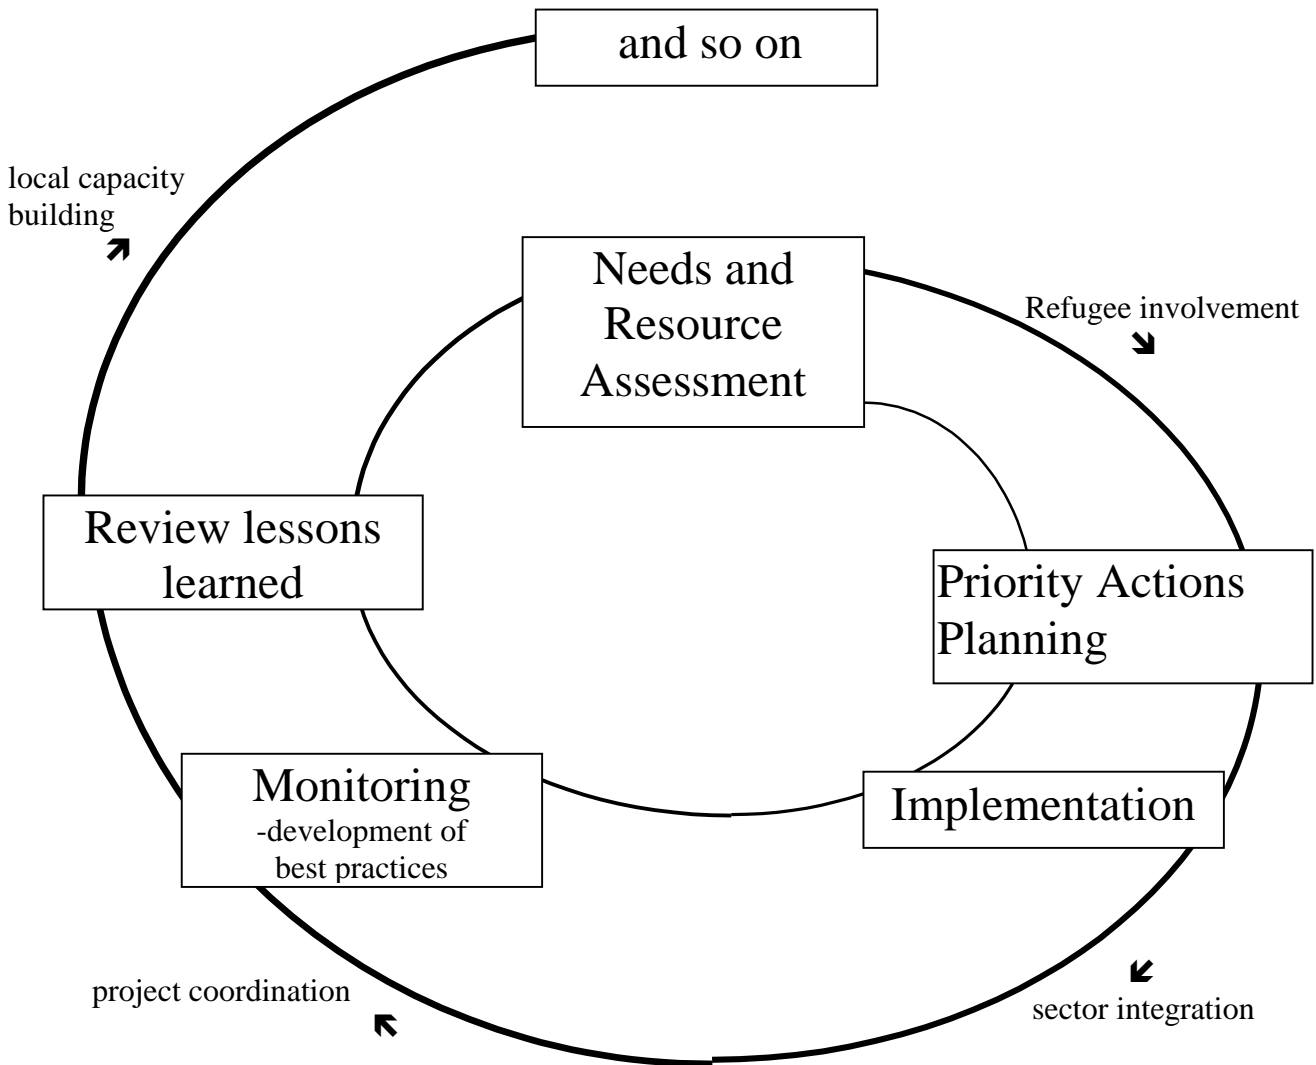 and so on
local capacity
building
Needs and
Resource
Assessment
Refugee involvement
Review lessons
learned
Priority Actions
Planning
Monitoring
-development of
best practices
Implementation
project coordination
sector integration